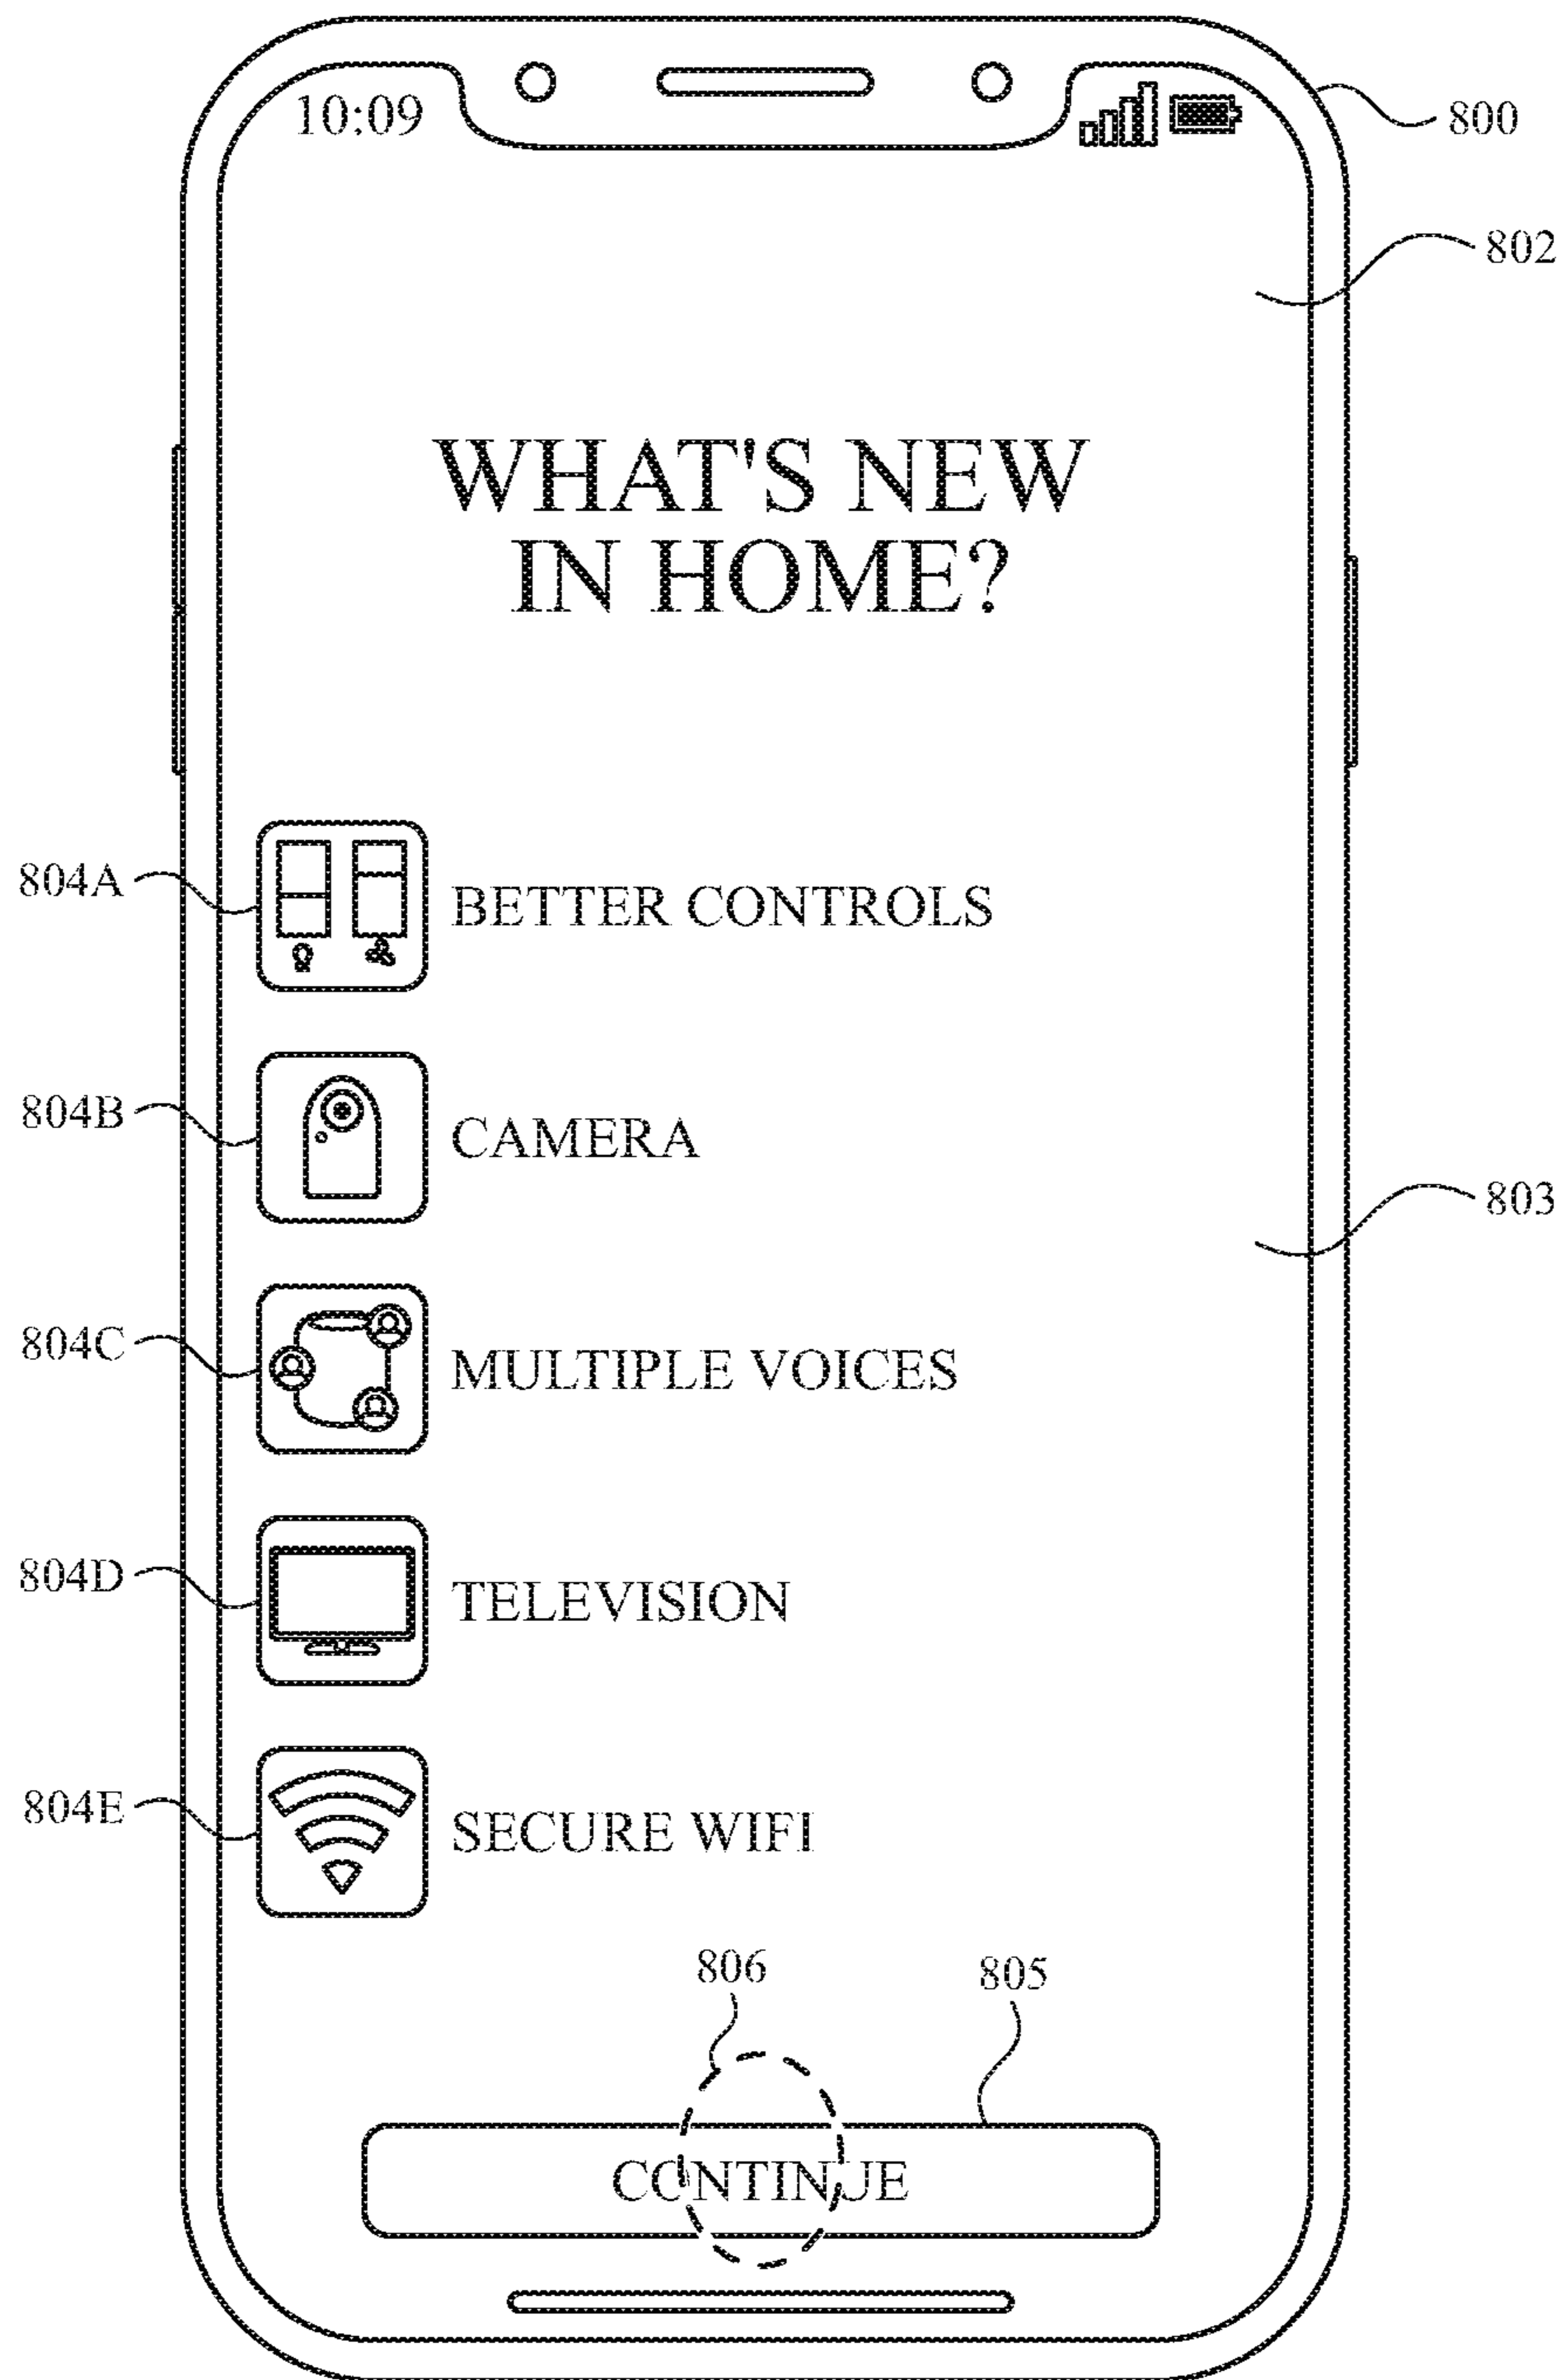 10:09
800
802
WHAT'S NEW
IN HOME?
804A
BETTER CONTROLS
804B
CAMERA
803
804C
MULTIPLE VOICES
804D
TELEVISION
804E
SECURE WIFI
806
805
CONTINUE